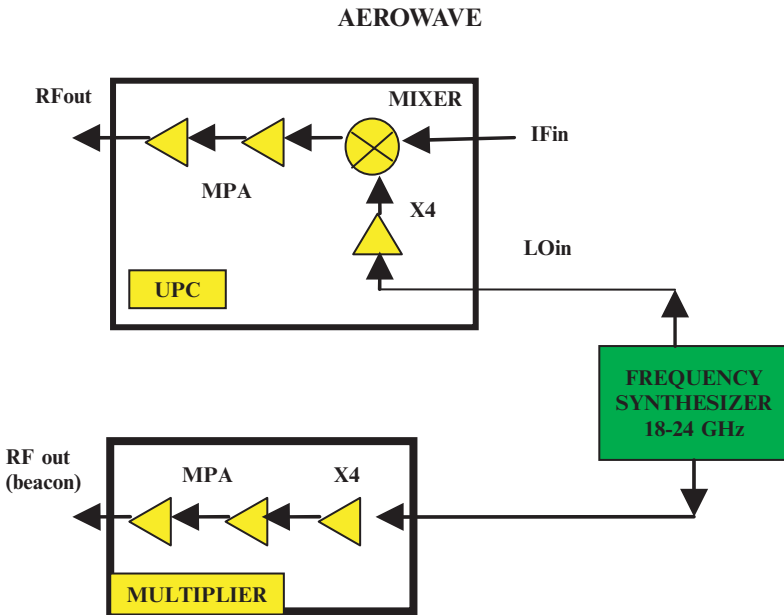 AEROWAVE
RFout
MIXER
IFin
MPA
X4
LOin
UPC
FREQUENCY
SYNTHESIZER
18-24 GHz
RF out
(beacon)
MPA
X4
MULTIPLIER